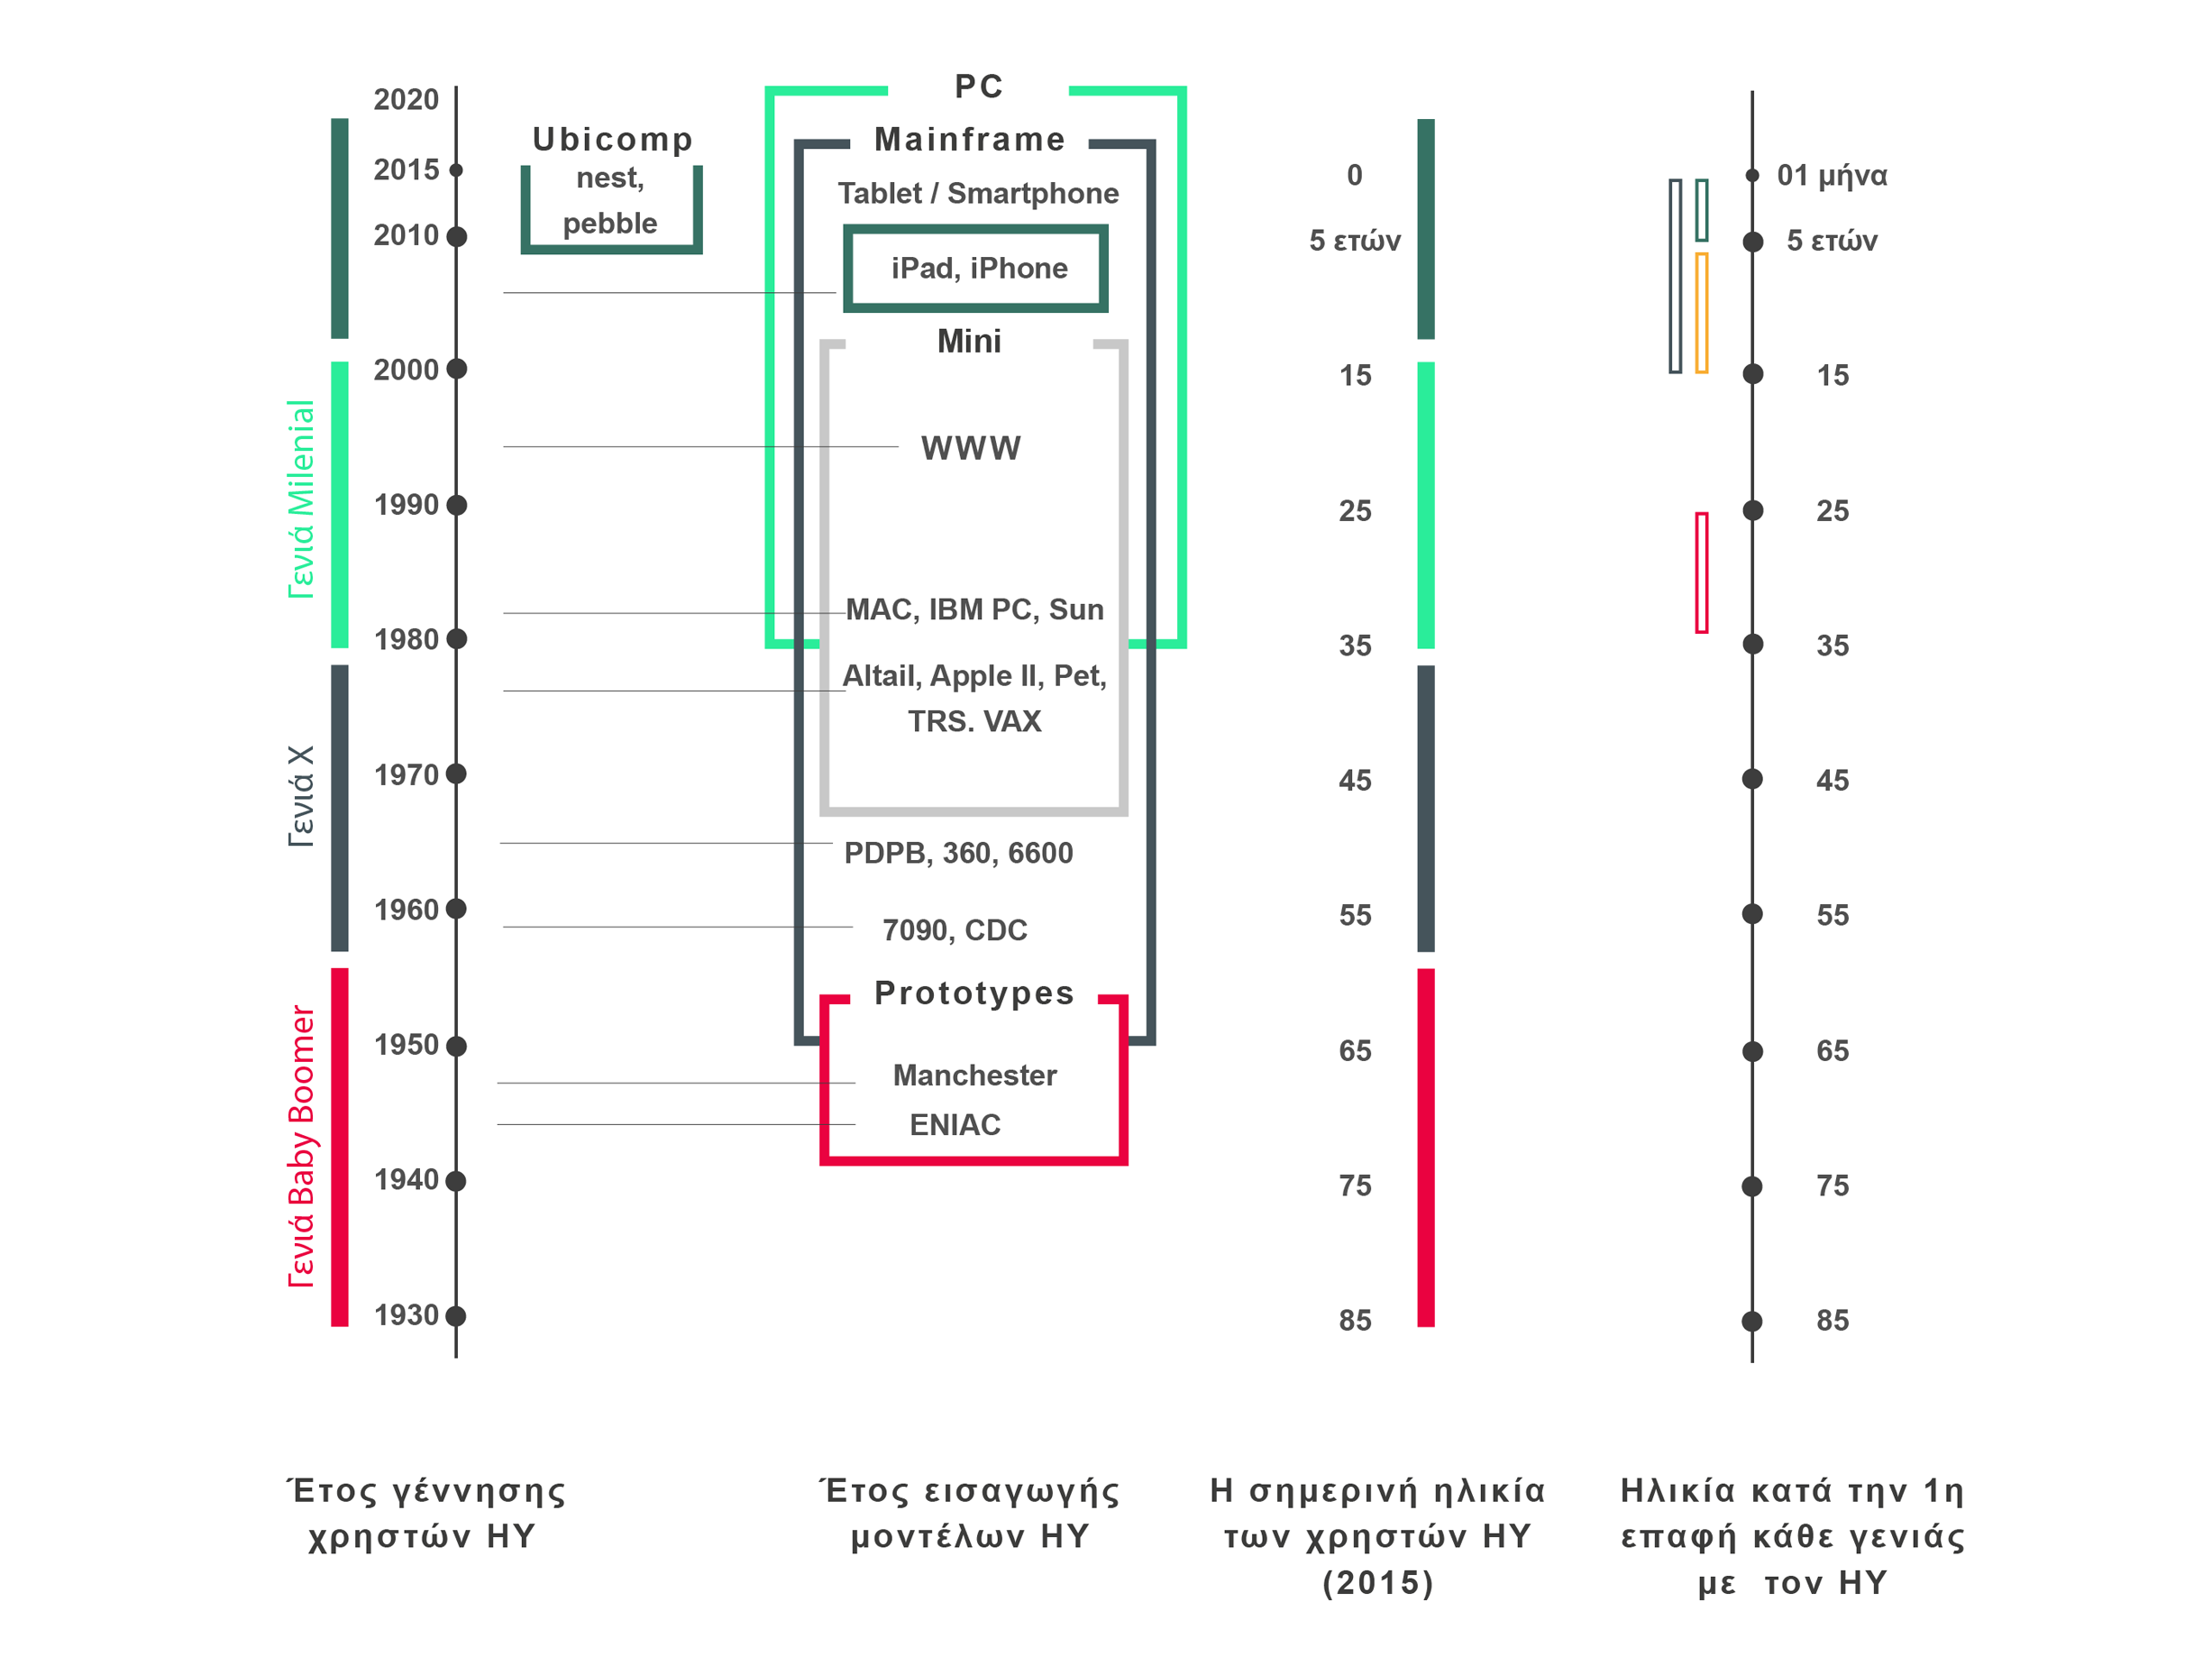 2020
2015
2010
2000
1990
1980
1970
1960
1950
1940
1930
Γενιά Milenial
Γενιά X
Γενιά Baby Boomer
Ubicomp
nest,
pebble
PC
Mainframe
Tablet / Smartphone
iPad, iPhone
Mini
WWW
MAC, IBM PC, Sun
Altail, Apple II, Pet,
TRS. VAX
PDPB, 360, 6600
7090, CDC
Prototypes
Manchester
ENIAC
0
5 ετών
15
25
35
45
55
65
75
85
01 μήνα
5 ετών
15
25
35
45
55
65
75
85
Έτος γέννησης
χρηστών ΗΥ
Έτος εισαγωγής
μοντέλων ΗΥ
Η σημερινή ηλικία
των χρηστών ΗΥ
(2015)
Ηλικία κατά την 1η
επαφή κάθε γενιάς
με τον ΗΥ